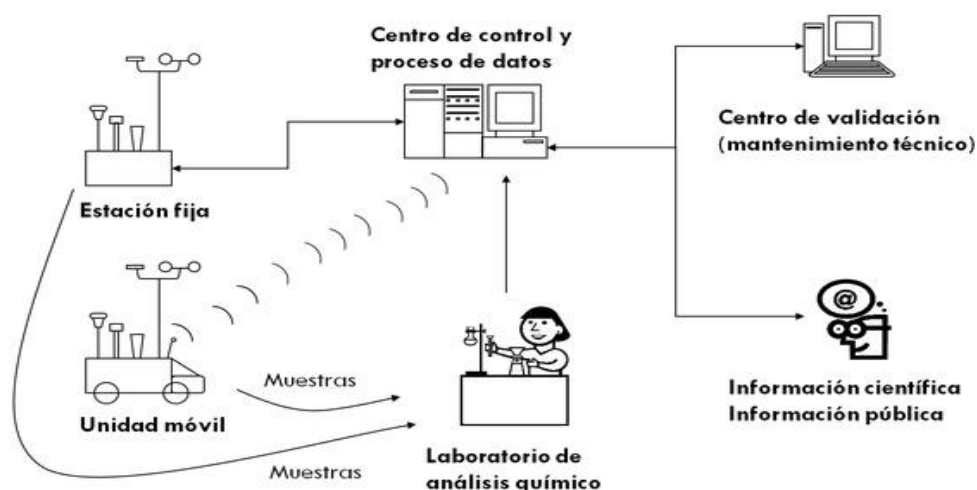 Centro de control y
proceso de datos
Centro de validación
(mantenimiento técnico)
Estación fija
@
Información científica
Información pública
Muestras
Unidad móvil
Laboratorio de
análisis químico
Muestras